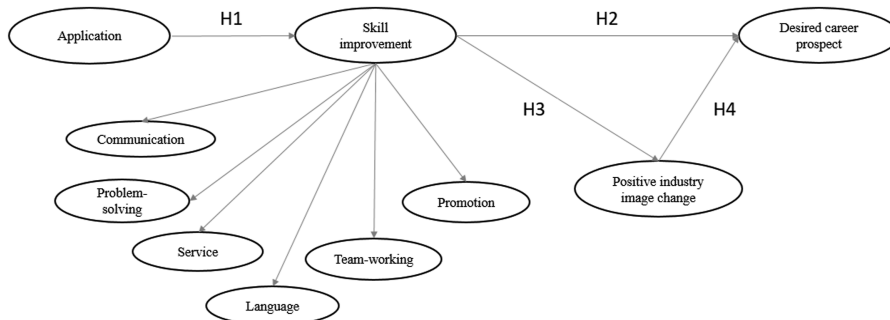 H1
H2
Application
Skill
improvement
Desired career
prospect
H3
H4
Communication
Problem-
solving
Promotion
Positive industry
image change
Service
Team-working
Language